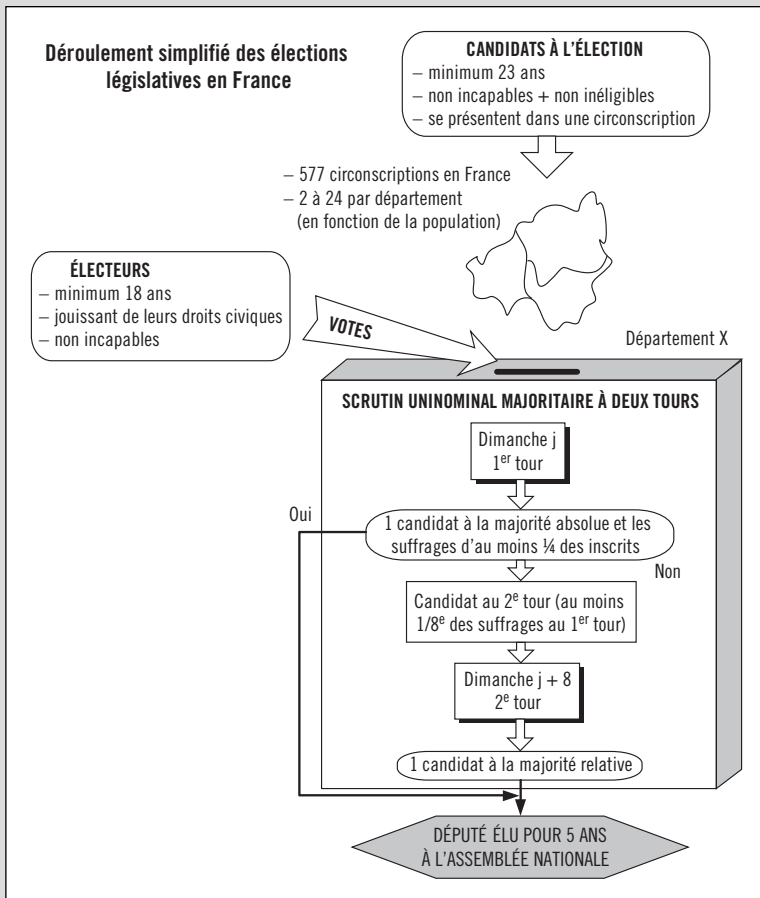 Déroulement simplifié des élections
législatives en France
CANDIDATS À L'ÉLECTION
– minimum 23 ans
– non incapables + non inéligibles
– se présentent dans une circonscription
– 577 circonscriptions en France
– 2 à 24 par département
(en fonction de la population)
ÉLECTEURS
– minimum 18 ans
– jouissant de leurs droits civiques
– non incapables
VOTES
Département X
SCRUTIN UNINOMINAL MAJORITAIRE À DEUX TOURS
Dimanche j
1er tour
Oui
1 candidat à la majorité absolue et les
suffrages d'au moins ¼ des inscrits
Non
Candidat au 2e tour (au moins
1/8e des suffrages au 1er tour)
Dimanche j + 8
2e tour
1 candidat à la majorité relative
DÉPUTÉ ÉLU POUR 5 ANS
À L'ASSEMBLÉE NATIONALE